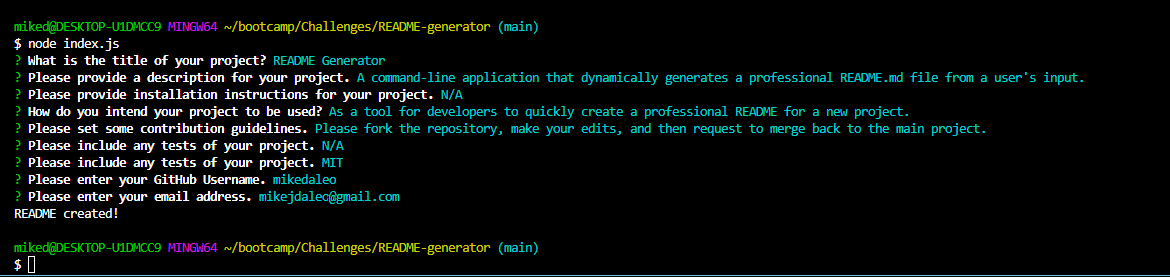 miked@DESKTOP-U1DMCC9 MINGW64 ~/bootcamp/Challenges/README-generator (main)
$ node index.js
? What is the title of your project? README Generator
? Please provide a description for your project. A command-line application that dynamically generates a professional README.md file from a user's input.
? Please provide installation instructions for your project. N/A
? How do you intend your project to be used? As a tool for developers to quickly create a professional README for a new project.
? Please set some contribution guidelines. Please fork the repository, make your edits, and then request to merge back to the main project.
? Please include any tests of your project. N/A
? Please include any tests of your project. MIT
? Please enter your GitHub Username. mikedaleo
? Please enter your email address. mikejdaleo@gmail.com
README created!
miked@DESKTOP-U1DMCC9 MINGW64 ~/bootcamp/Challenges/README-generator (main)
$